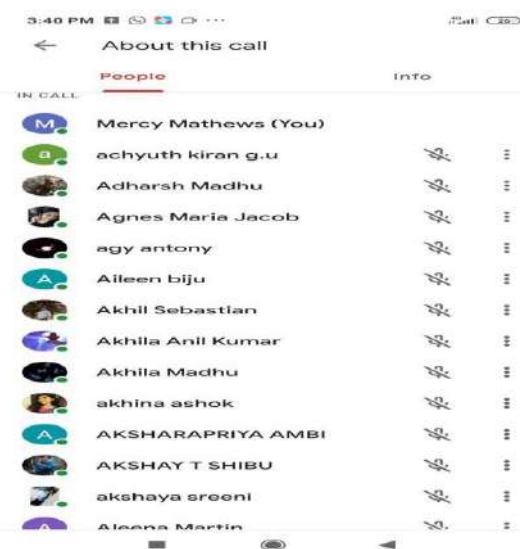 3:40 PM
About this call
People Info
IN CALL
M Mercy Mathews (You)
a achyuth kiran g.u
Adharsh Madhu
Agnes Maria Jacob
agy antony
A Aileen biju
Akhil Sebastian
Akhila Anil Kumar
Akhila Madhu
akhina ashok
A AKSHARAPRIYA AMBI
AKSHAY T SHIBU
akshaya sreeni
A Aleena Martin